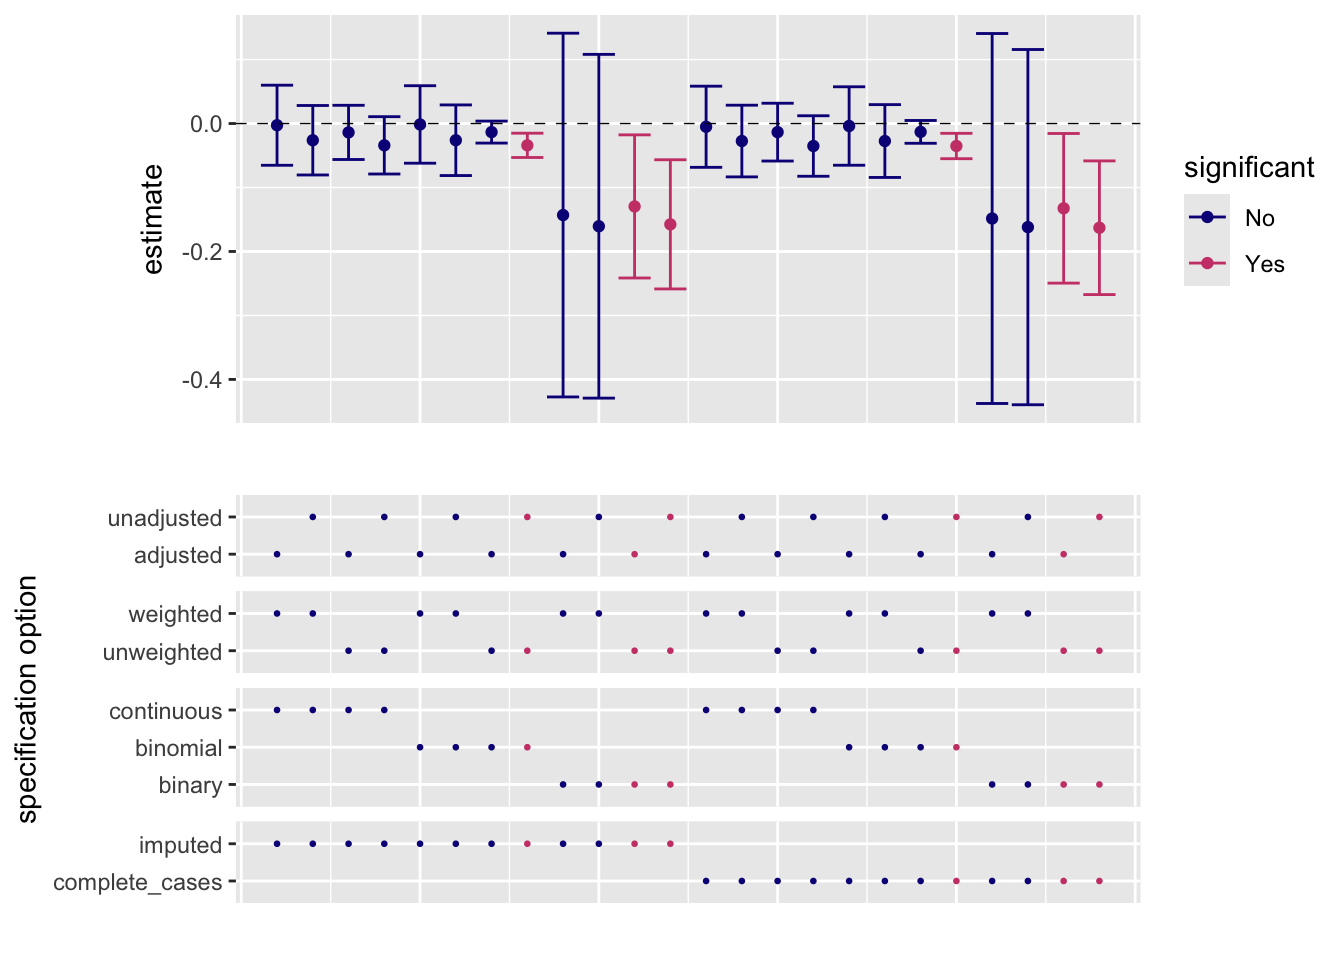 0.0
-0.2
-0.4
estimate
significant
No
Yes
unadjusted
adjusted
weighted
unweighted
continuous
binomial
binary
imputed
complete_cases
specification option